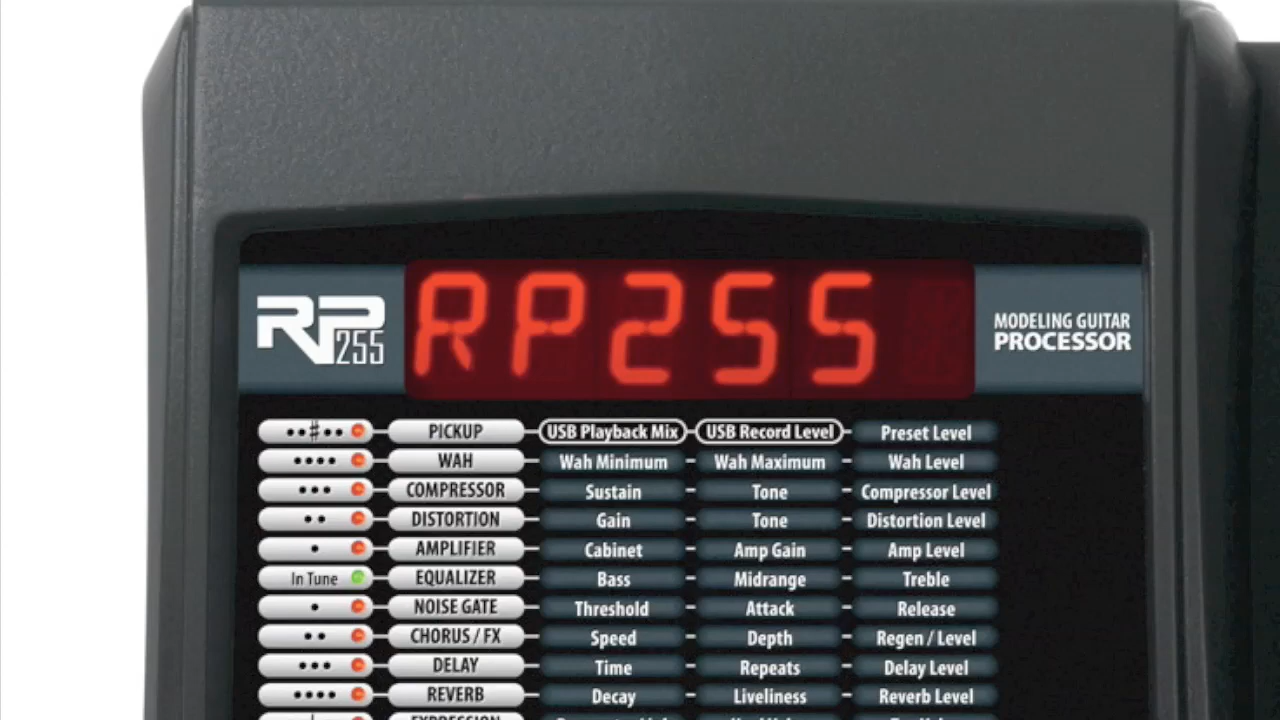 RP255
RP255
MODELING GUITAR
PROCESSOR
PICKUP USB Playback Mix USB Record Level Preset Level
WAH Wah Minimum Wah Maximum Wah Level
COMPRESSOR Sustain Tone Compressor Level
DISTORTION Gain Tone Distortion Level
AMPLIFIER Cabinet Amp Gain Amp Level
In Tune EQUALIZER Bass Midrange Treble
NOISE GATE Threshold Attack Release
CHORUS / FX Speed Depth Regen / Level
DELAY Time Repeats Delay Level
REVERB Decay Liveliness Reverb Level
EXPRESSION